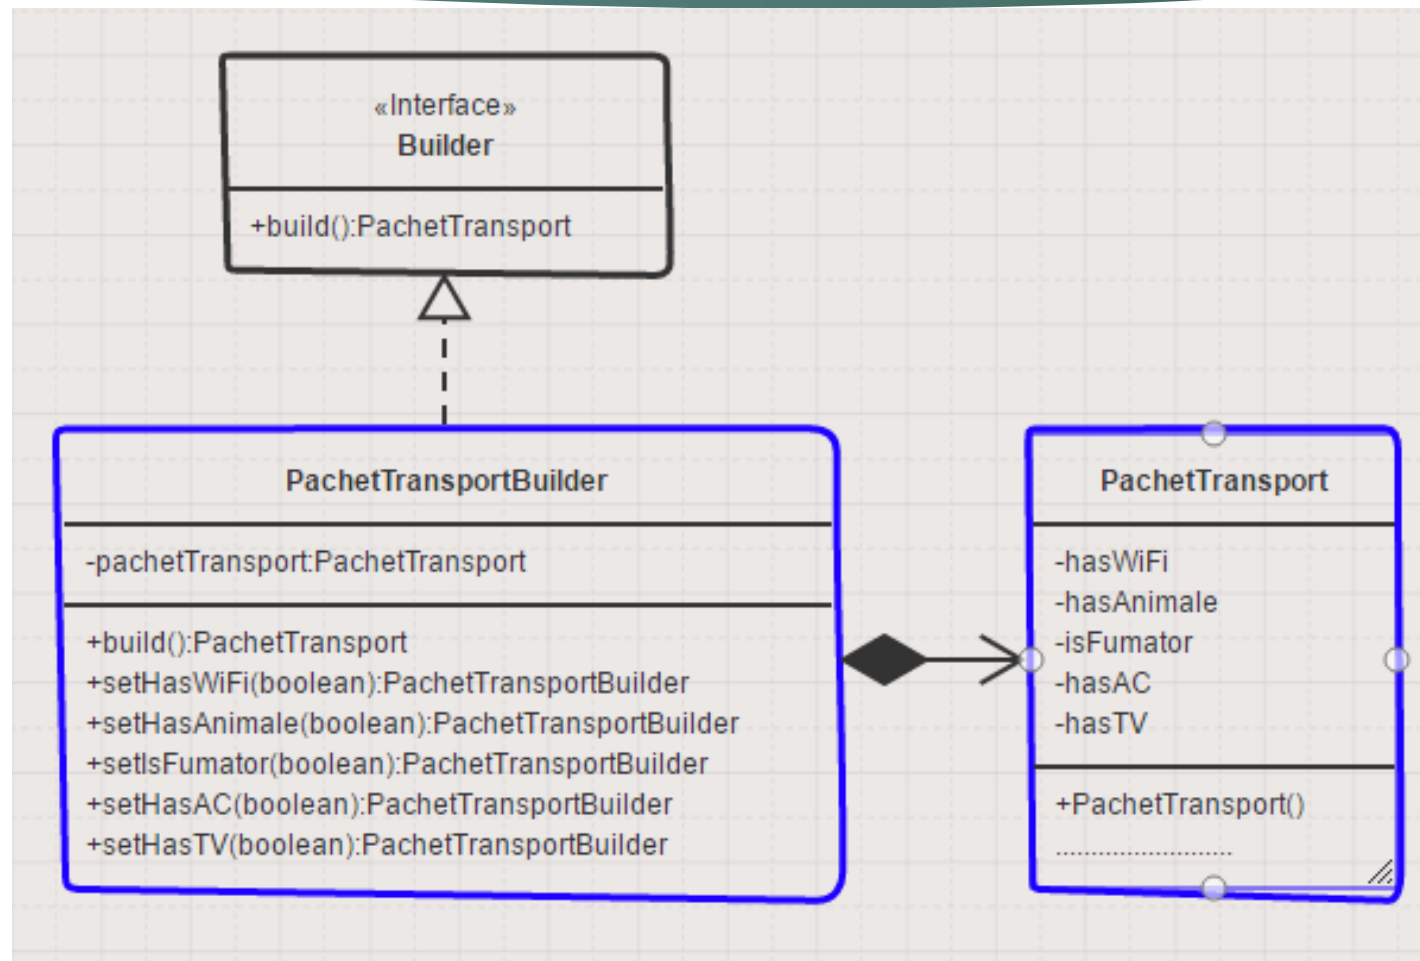 «Interface»
Builder
+build():PachetTransport
PachetTransportBuilder
-pachetTransport:PachetTransport
+build():PachetTransport
+setHasWiFi(boolean):PachetTransportBuilder
+setHasAnimale(boolean):PachetTransportBuilder
+setIsFumator(boolean):PachetTransportBuilder
+setHasAC(boolean):PachetTransportBuilder
+setHasTV(boolean):PachetTransportBuilder
PachetTransport
-hasWiFi
-hasAnimale
-isFumator
-hasAC
-hasTV
+PachetTransport()
.........................